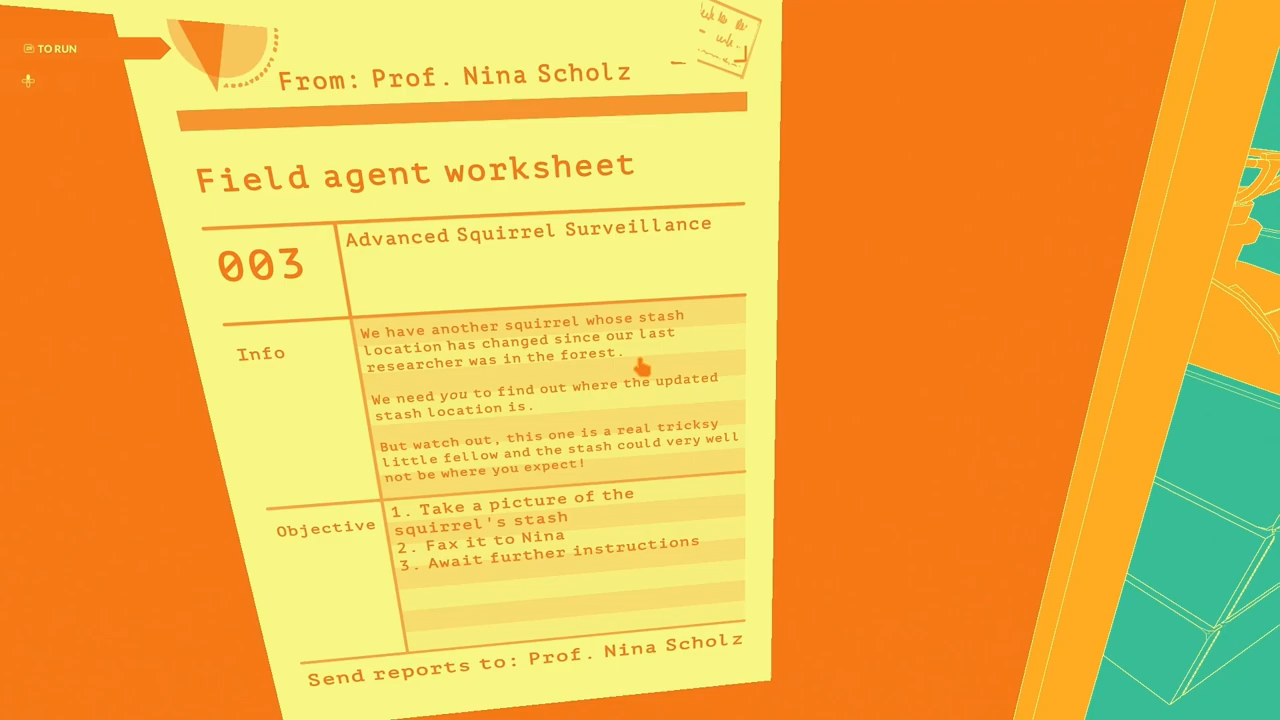 TO RUN
From: Prof. Nina Scholz
Field agent worksheet
003
Advanced Squirrel Surveillance
Info
We have another squirrel whose stash
location has changed since our last
researcher was in the forest.
We need you to find out where the updated
stash location is.
But watch out, this one is a real tricksy
little fellow and the stash could very well
not be where you expect!
Objective
1. Take a picture of the
squirrel's stash
2. Fax it to Nina
3. Await further instructions
Send reports to: Prof. Nina Scholz